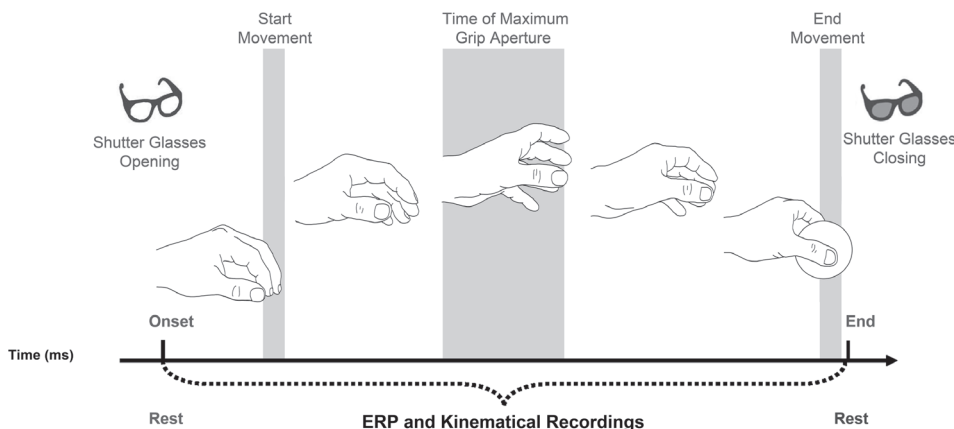 Start
Movement
Time of Maximum
Grip Aperture
End
Movement
Shutter Glasses
Opening
Shutter Glasses
Closing
Onset
End
Time (ms)
Rest
ERP and Kinematical Recordings
Rest